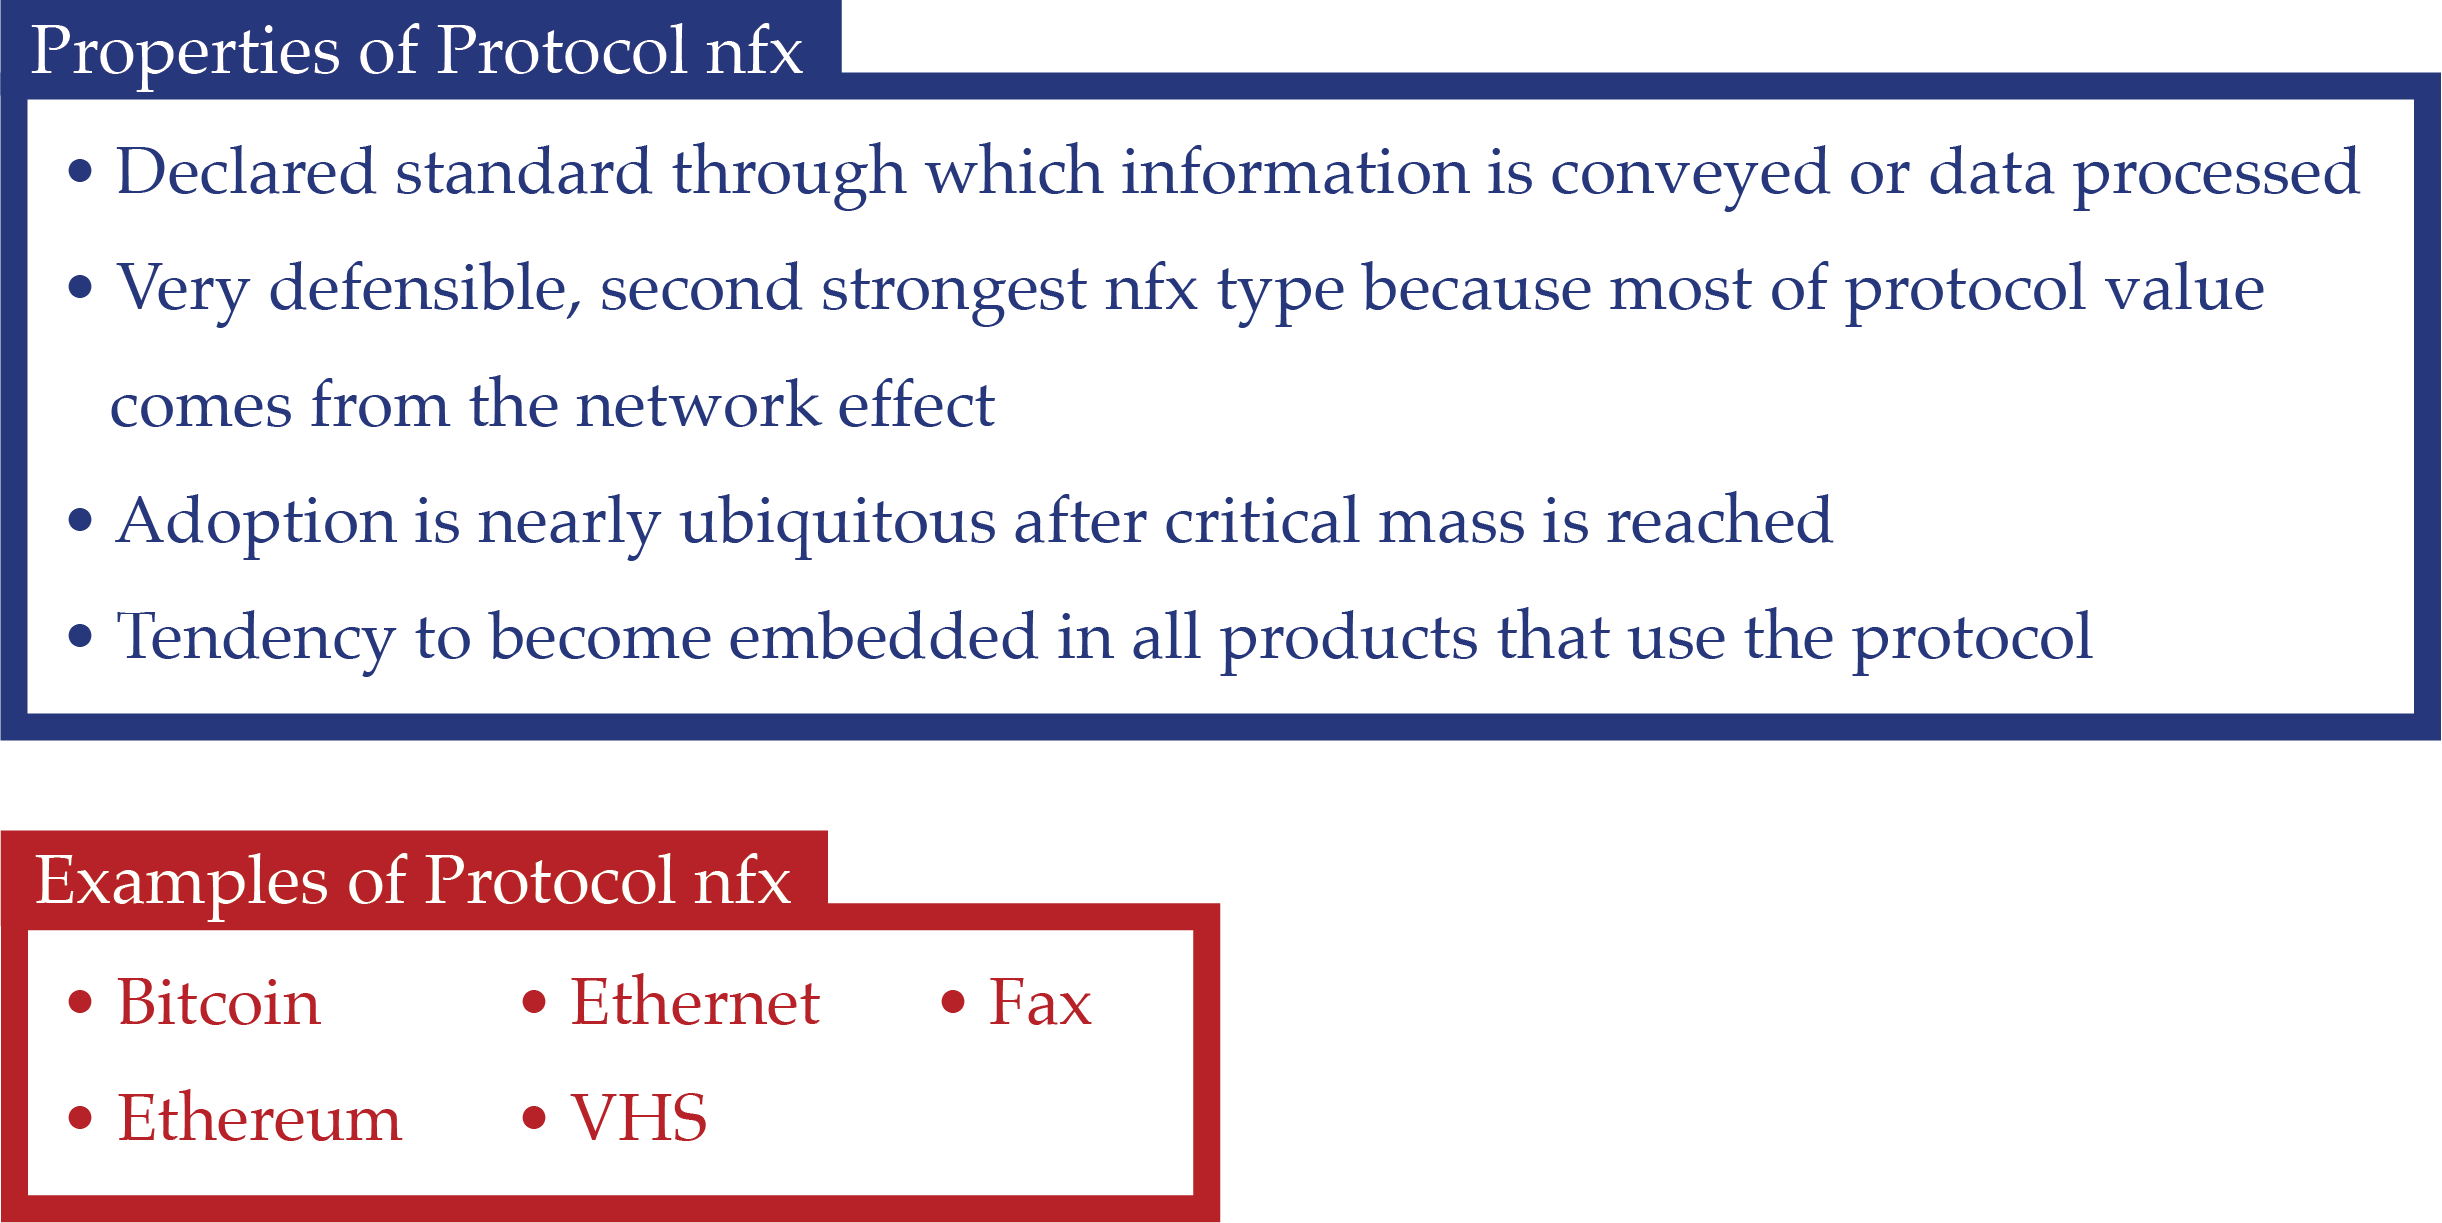 Properties of Protocol nfx
• Declared standard through which information is conveyed or data processed
• Very defensible, second strongest nfx type because most of protocol value
comes from the network effect
• Adoption is nearly ubiquitous after critical mass is reached
• Tendency to become embedded in all products that use the protocol
Examples of Protocol nfx
• Bitcoin • Ethernet • Fax
• Ethereum • VHS